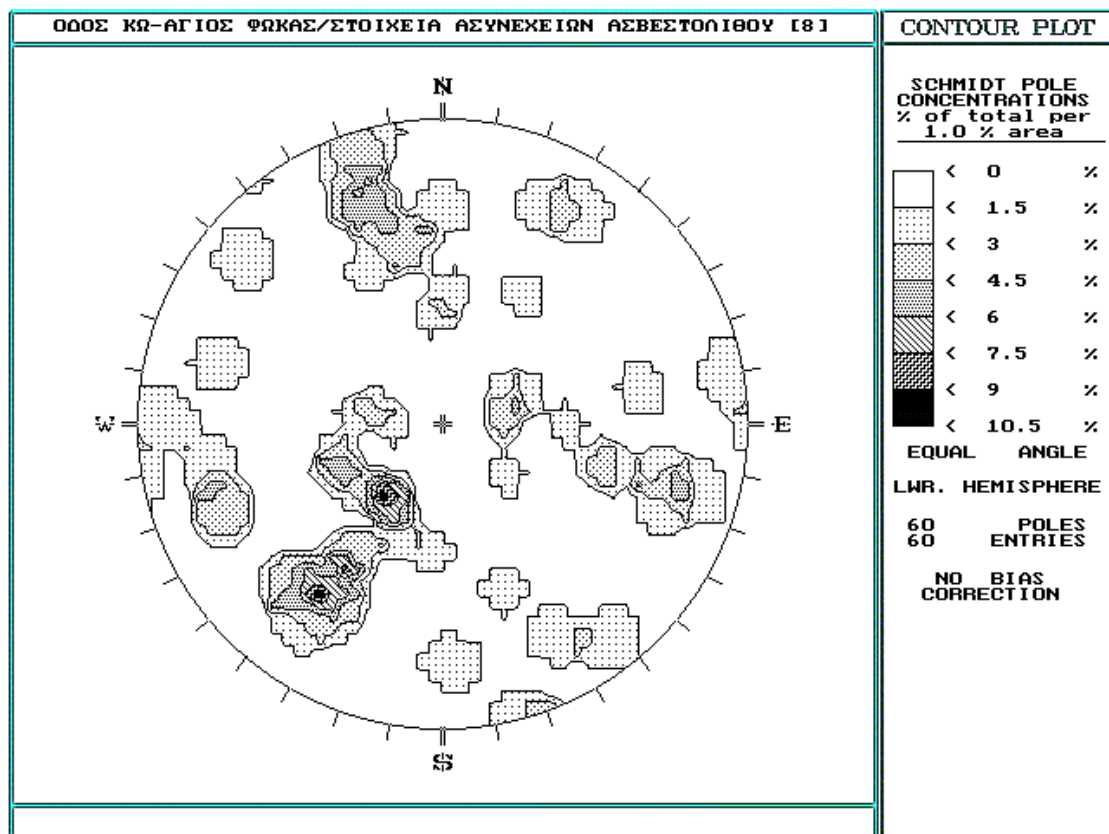 ΟΔΟΣ ΚΩ-ΑΓΙΟΣ ΦΩΚΑΣ/ΣΤΟΙΧΕΙΑ ΑΣΥΝΕΧΕΙΩΝ ΑΣΒΕΣΤΟΛΙΘΟΥ [8]
CONTOUR PLOT
SCHMIDT POLE
CONCENTRATIONS
% of total per
1.0 % area
< 0 %
< 1.5 %
< 3 %
< 4.5 %
< 6 %
< 7.5 %
< 9 %
< 10.5 %
EQUAL ANGLE
LWR. HEMISPHERE
60 POLES
60 ENTRIES
NO BIAS
CORRECTION
N
W
E
S